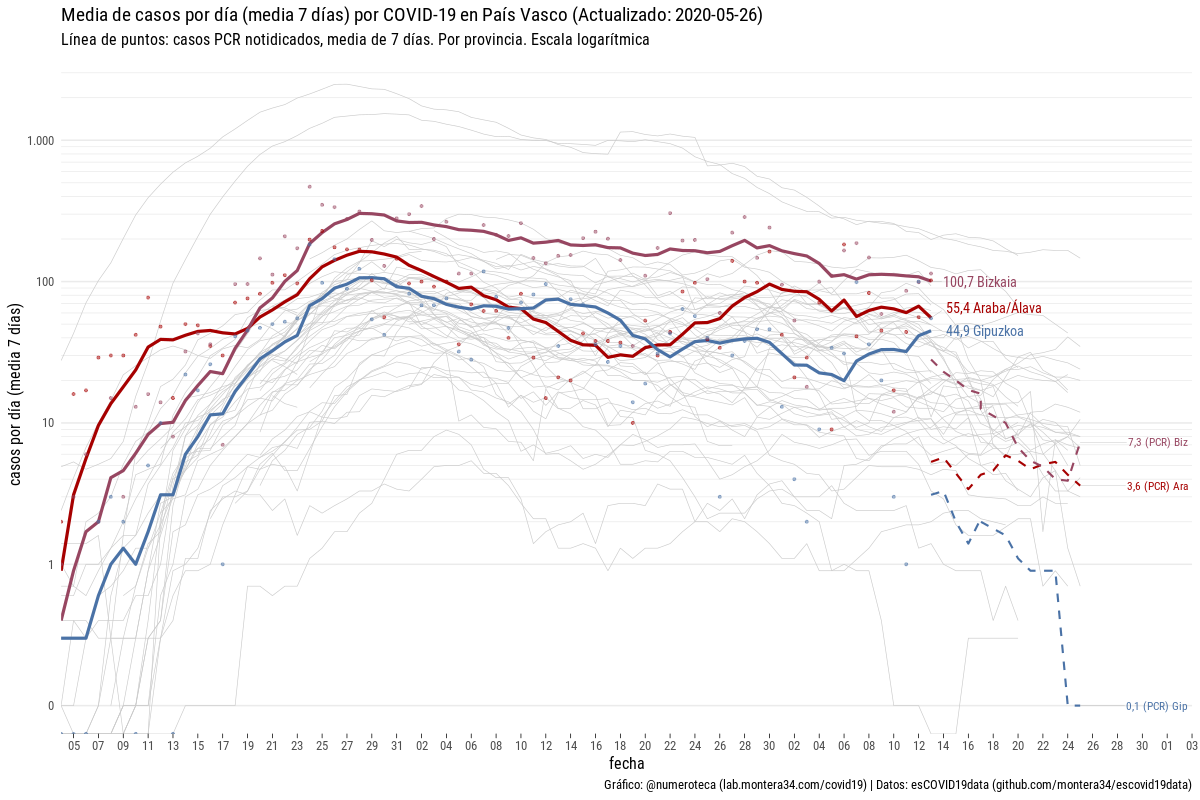 Media de casos por día (media 7 días) por COVID-19 en País Vasco (Actualizado: 2020-05-26)
Línea de puntos: casos PCR notidicados, media de 7 días. Por provincia. Escala logarítmica
casos por día (media 7 días)
1.000
100
10
1
0
100,7 Bizkaia
55,4 Araba/Álava
44,9 Gipuzkoa
7,3 (PCR) Biz
3,6 (PCR) Ara
0,1 (PCR) Gip
05 07 09 11 13 15 17 19 21 23 25 27 29 31 02 04 06 08 10 12 14 16 18 20 22 24 26 28 30 02 04 06 08 10 12 14 16 18 20 22 24 26 28 30 01 03
fecha
Gráfico: @numeroteca (lab.montera34.com/covid19) | Datos: esCOVID19data (github.com/montera34/escovid19data)